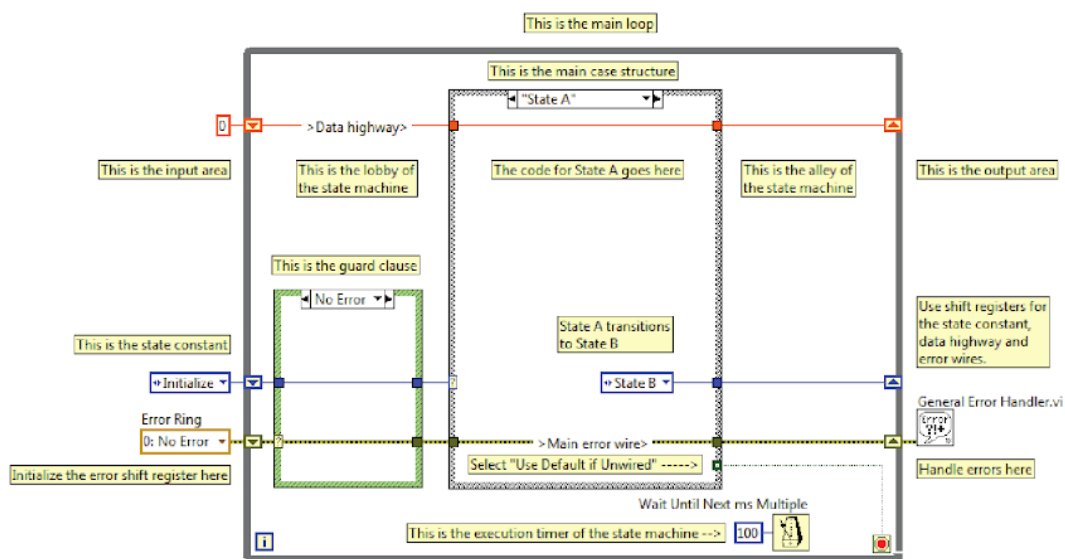 This is the main loop
This is the main case structure
"State A"
0
>Data highway>
This is the input area
This is the lobby of
the state machine
The code for State A goes here
This is the alley of
the state machine
This is the output area
This is the guard clause
No Error
This is the state constant
State A transitions
to State B
Use shift registers for
the state constant,
data highway and
error wires.
Initialize
?
State B
Error Ring
0: No Error
?
>Main error wire>
General Error Handler.vi
Error
?!+
Initialize the error shift register here
Select "Use Default if Unwired" ----->
Handle errors here
Wait Until Next ms Multiple
This is the execution timer of the state machine -->
100
i